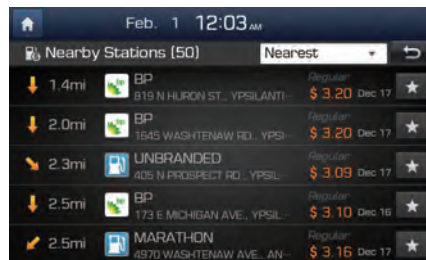 Feb. 1 12:03 AM
Nearby Stations (50) Nearest
1.4mi BP Regular
819 N HURON ST., YPSILANTI··· $ 3.20 Dec 17
2.0mi BP Regular
1645 WASHTENAW RD., YPSI··· $ 3.20 Dec 17
2.3mi UNBRANDED Regular
405 N PROSPECT RD., YPSIL··· $ 3.09 Dec 17
2.5mi BP Regular
173 E MICHIGAN AVE., YPSIL··· $ 3.10 Dec 16
2.5mi MARATHON Regular
4970 WASHTENAW AVE., AN··· $ 3.16 Dec 17